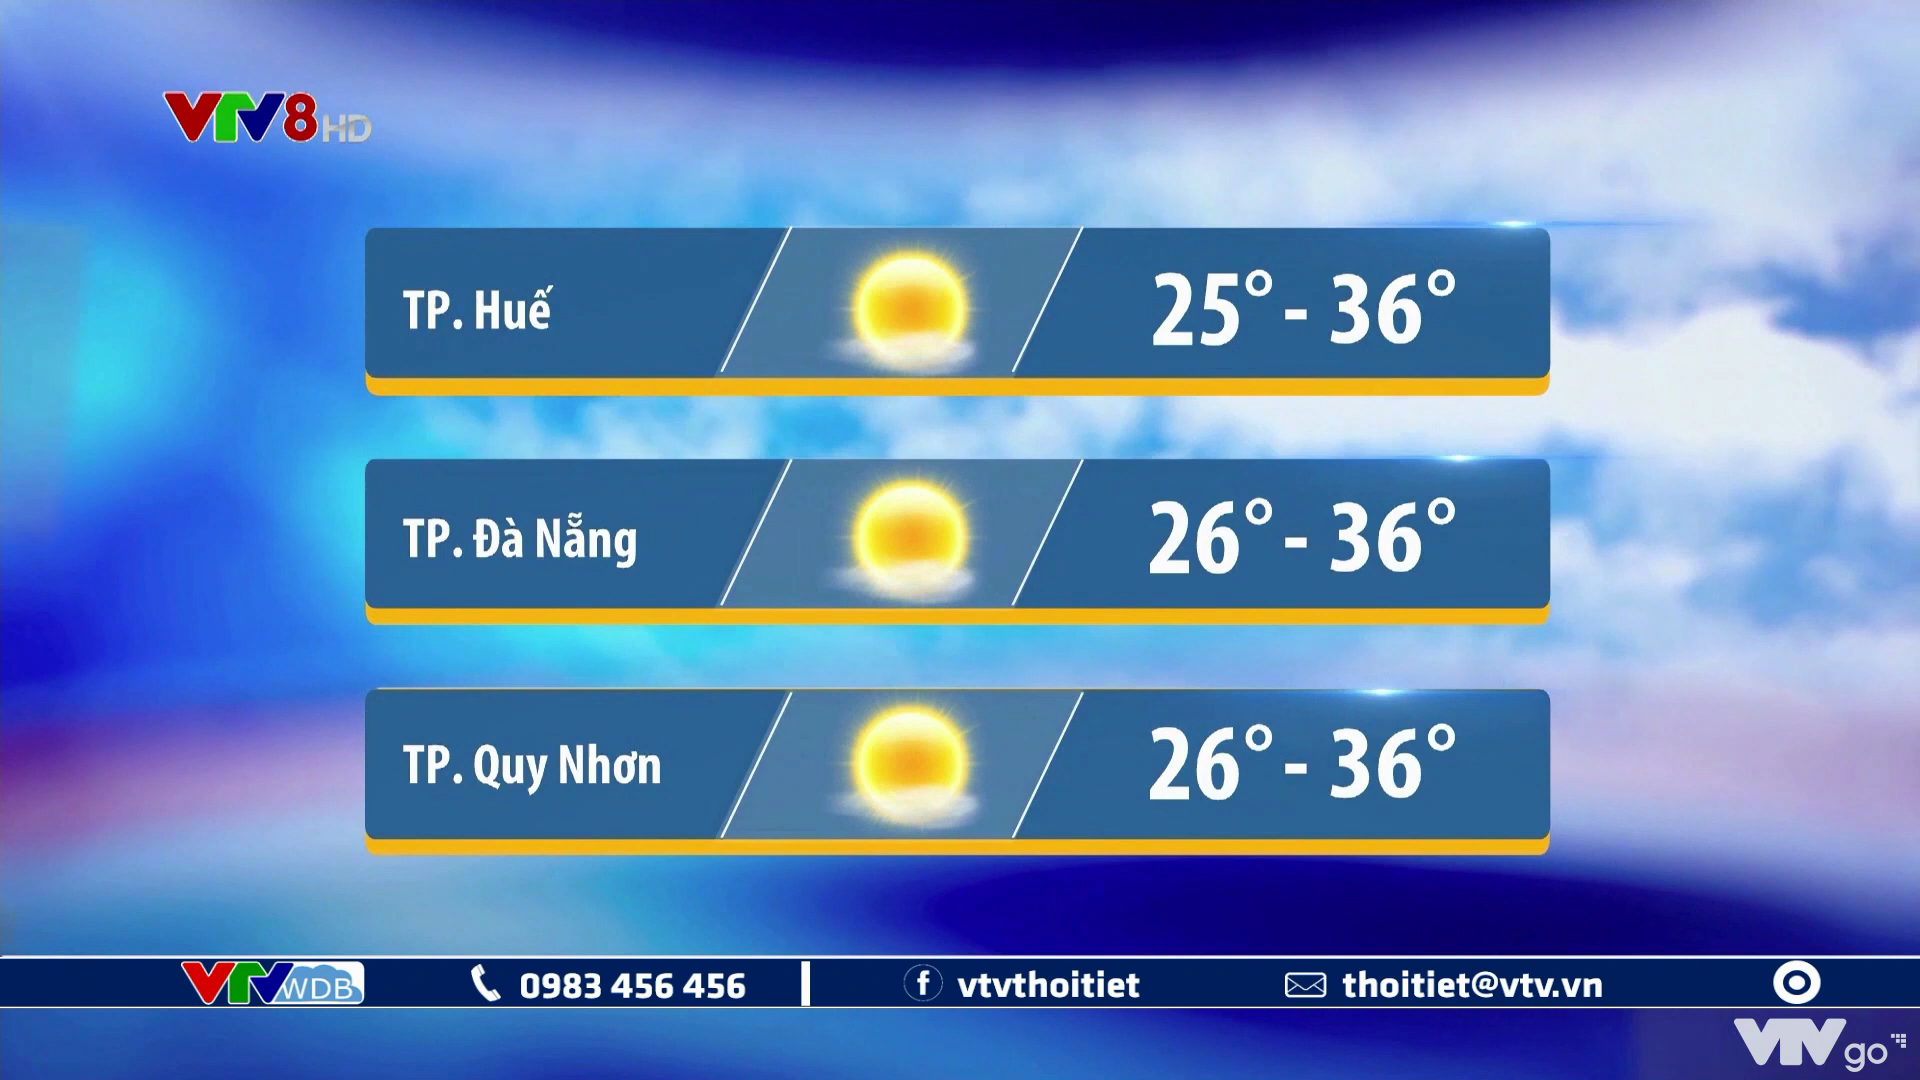 VTV8 HD
TP. Huế 25° - 36°
TP. Đà Nẵng 26° - 36°
TP. Quy Nhơn 26° - 36°
VTV WDB 0983 456 456 vtvthoitiet thoitiet@vtv.vn
VTV go